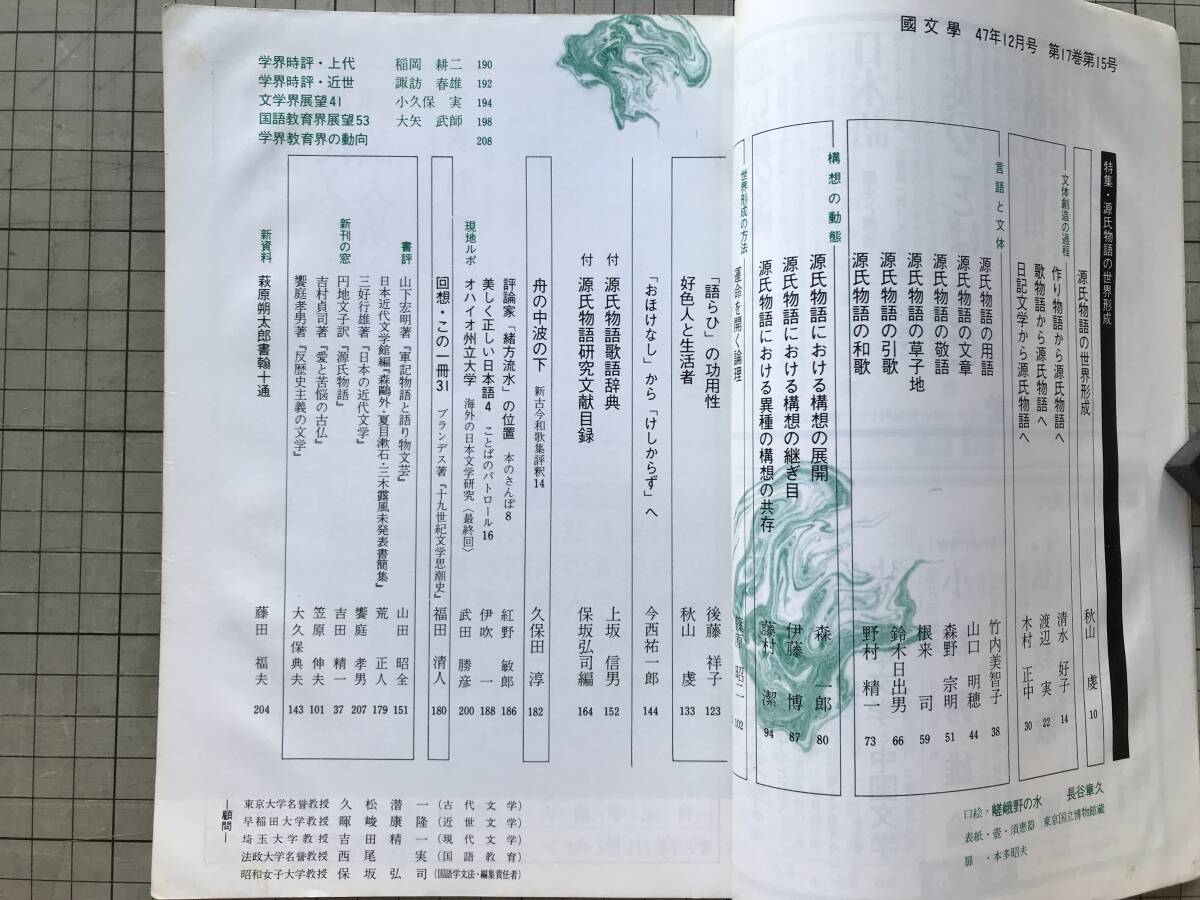 國文學 47年12月号 第17巻第15号
特集・源氏物語の世界形成
源氏物語の世界形成 秋山 虔 10
文体創造の過程
作り物語から源氏物語へ 清水 好子 14
歌物語から源氏物語へ 渡辺 実 22
日記文学から源氏物語へ 木村 正中 30
言語と文体
源氏物語の用語 竹内美智子 38
源氏物語の文章 山口 明穂 44
源氏物語の敬語 森野 宗明 51
源氏物語の草子地 根来 司 59
源氏物語の引歌 鈴木日出男 66
源氏物語の和歌 野村 精一 73
構想の動態
源氏物語における構想の展開 森 一郎 80
源氏物語における構想の継ぎ目 伊藤 博 87
源氏物語における異種の構想の共存 藤村 潔 94
世界形成の方法
運命を開く論理 篠原 昭二 102
「語らひ」の功用性 後藤 祥子 123
好色人と生活者 秋山 虔 133
「おほけなし」から「けしからず」へ 今西祐一郎 144
付 源氏物語歌語辞典 上坂 信男 152
付 源氏物語研究文献目録 保坂弘司編 164
舟の中波の下 新古今和歌集評釈14 久保田 淳 182
評論家「緒方流水」の位置 本のさんぽ8 紅野 敏郎 186
美しく正しい日本語4 ことばのパトロール16 伊吹 一 188
現地ルポ
オハイオ州立大学 海外の日本文学研究〈最終回〉 武田 勝彦 200
回想・この一冊31 ブランデス著『十九世紀文学思潮史』 福田 清人 180
書評
山下宏明著『軍記物語と語り物文芸』 山田 昭全 151
日本近代文学館編『森鷗外・夏目漱石・三木露風未発表書簡集』 荒 正人 179
三好行雄著『日本の近代文学』 饗庭 孝男 207
新刊の窓
円地文子訳『源氏物語』 吉田 精一 37
吉村貞司著『愛と苦悩の古仏』 笠原 伸夫 101
饗庭孝男著『反歴史主義の文学』 大久保典夫 143
新資料
萩原朔太郎書翰十通 藤田 福夫 204
学界時評・上代 稲岡 耕二 190
学界時評・近世 諏訪 春雄 192
文学界展望41 小久保 実 194
国語教育界展望53 大矢 武師 198
学界教育界の動向 208
口絵・嵯峨野の水 長谷章久
表紙・壺・須恵器 東京国立博物館蔵
扉・本多昭夫
―顧問―
東京大学名誉教授 久松潜一(古代文学)
早稲田大学教授 暉峻康隆(近世文学)
埼玉大学教授 吉田精一(現代文学)
法政大学名誉教授 西尾実(国語教育)
昭和女子大学教授 保坂弘司(国語学文法・編集責任者)